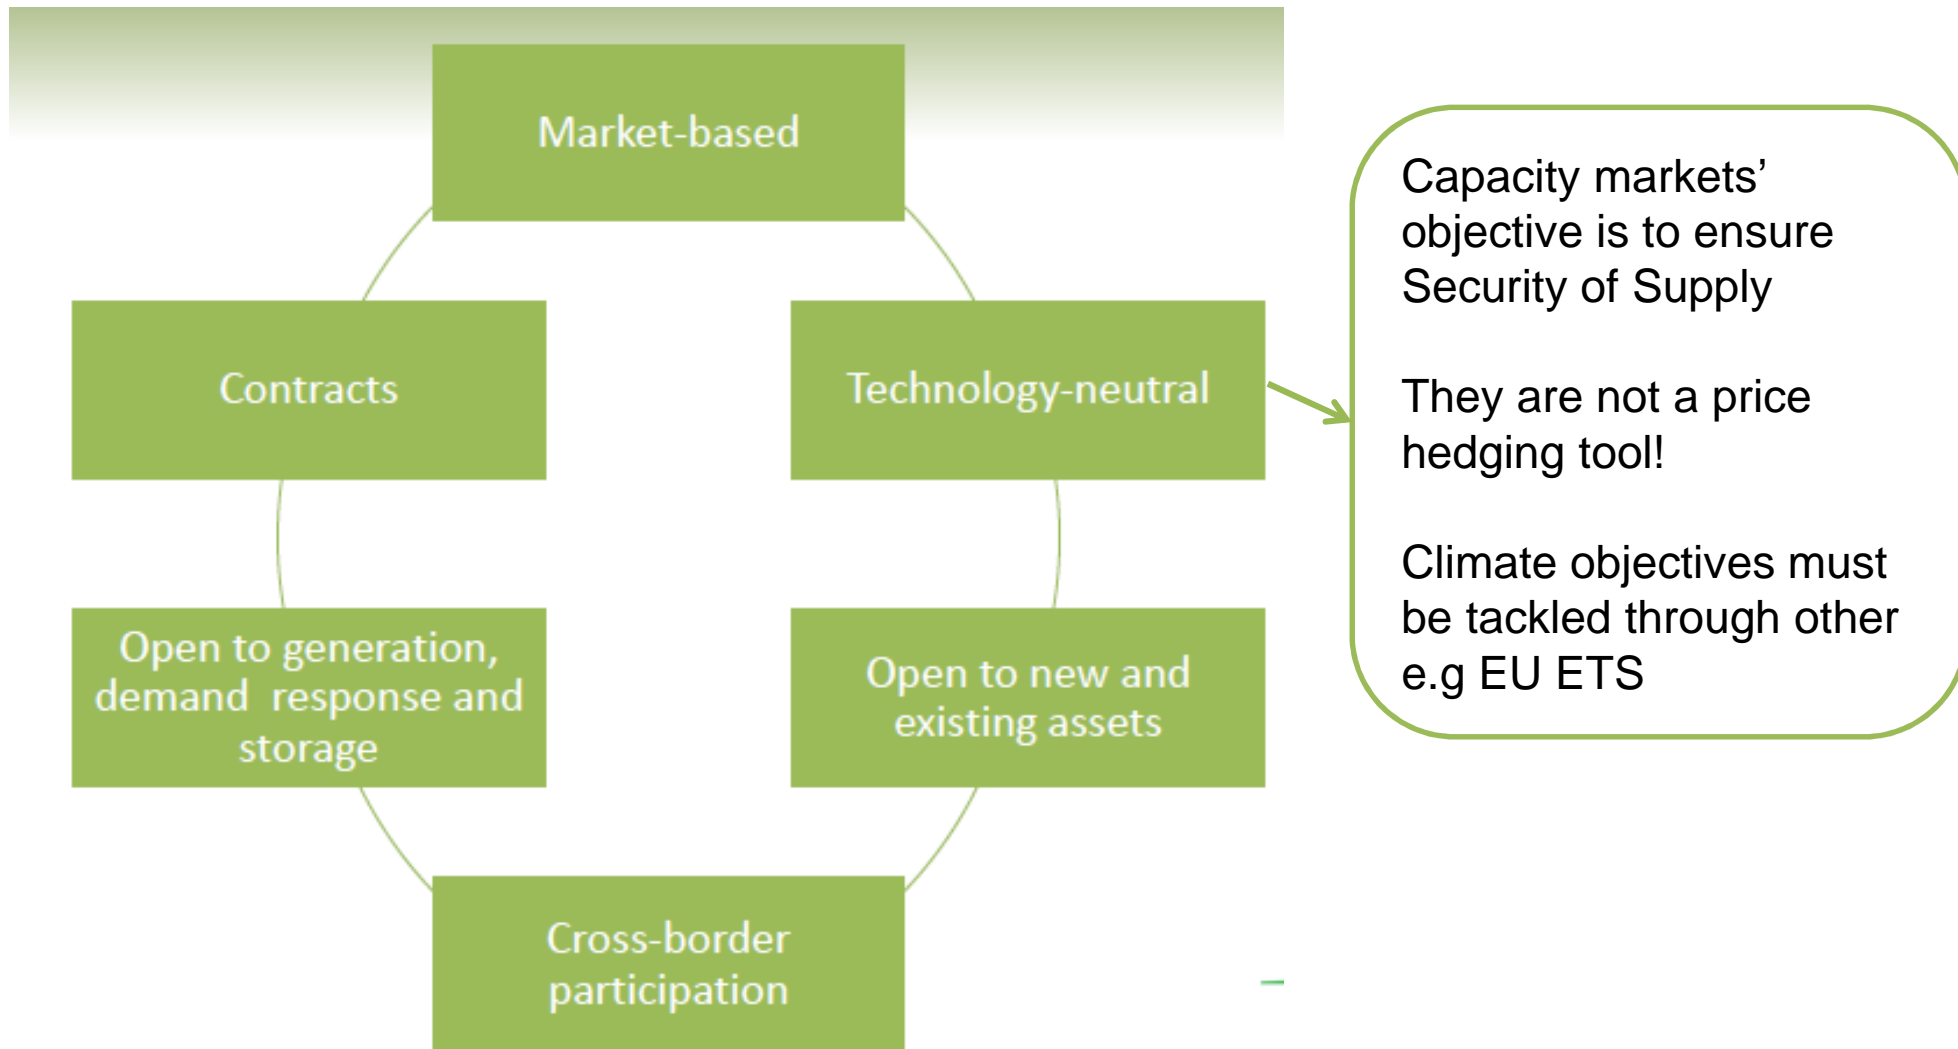 Market-based
Contracts
Technology-neutral
Open to generation,
demand  response and
storage
Open to new and
existing assets
Cross-border
participation
Capacity markets’
objective is to ensure
Security of Supply
They are not a price
hedging tool!
Climate objectives must
be tackled through other
e.g EU ETS